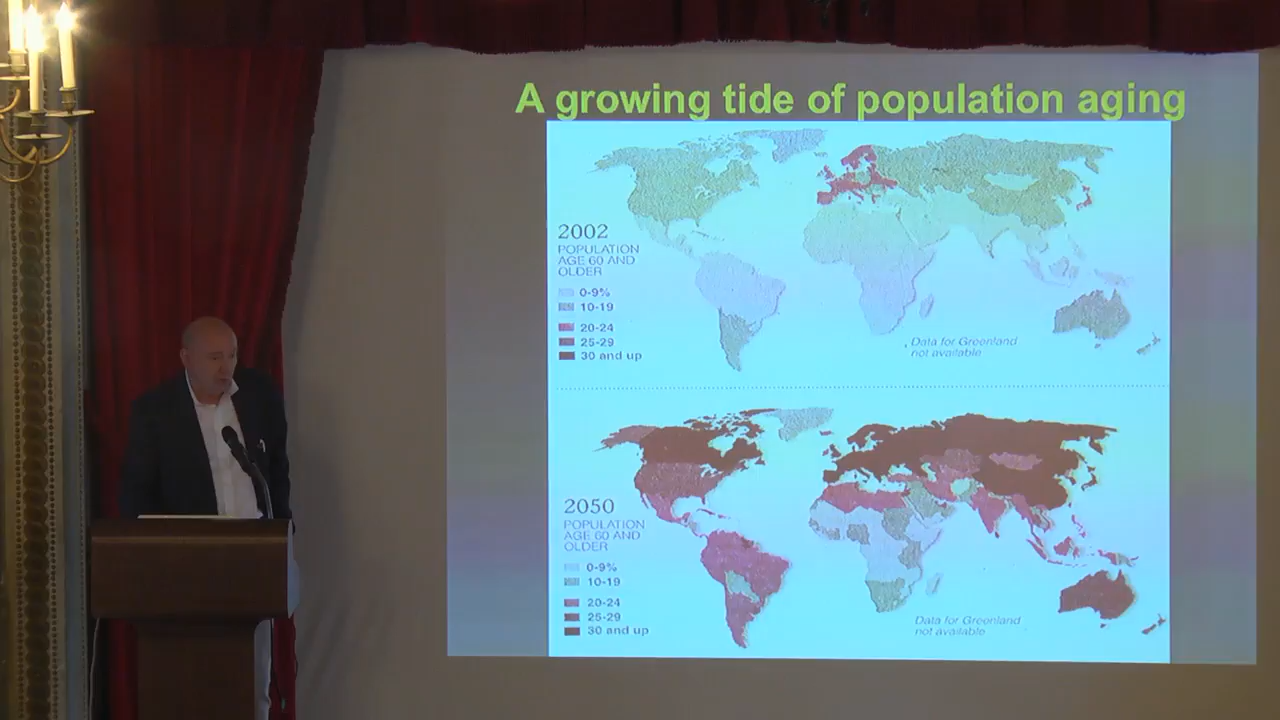 A growing tide of population aging
2002
POPULATION
AGE 60 AND
OLDER
0-9%
10-19
20-24
25-29
30 and up
Data for Greenland
not available
2050
POPULATION
AGE 60 AND
OLDER
0-9%
10-19
20-24
25-29
30 and up
Data for Greenland
not available